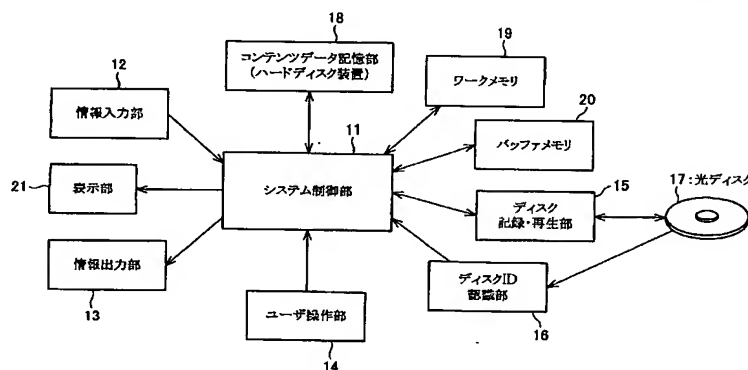 18
コンテンツデータ記憶部
(ハードディスク装置)
19
ワークメモリ
12
情報入力部
20
バッファメモリ
11
システム制御部
21
表示部
15
ディスク
記録・再生部
17:光ディスク
情報出力部
13
ディスクID
認識部
16
ユーザ操作部
14